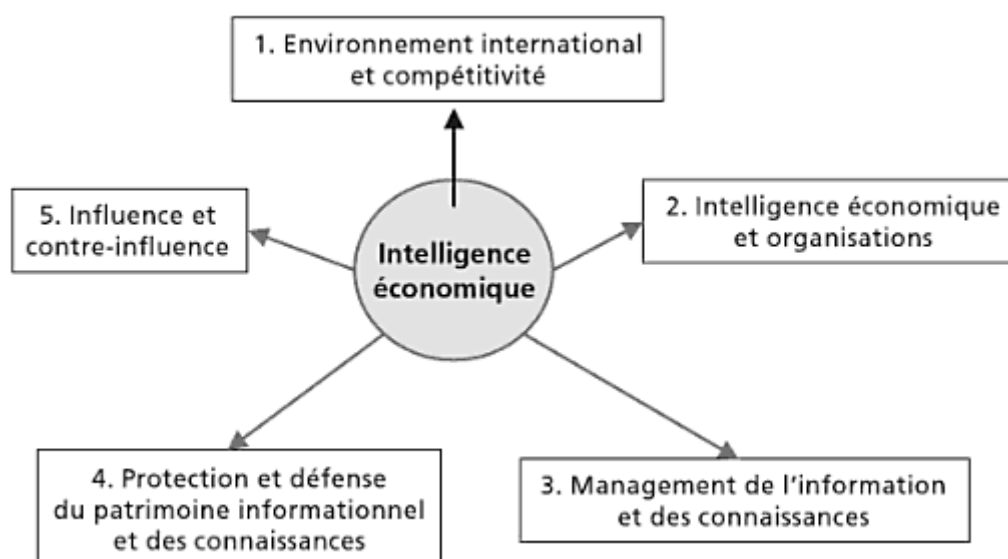 1. Environnement international
et compétitivité
5. Influence et
contre-influence
Intelligence
économique
2. Intelligence économique
et organisations
4. Protection et défense
du patrimoine informationnel
et des connaissances
3. Management de l'information
et des connaissances